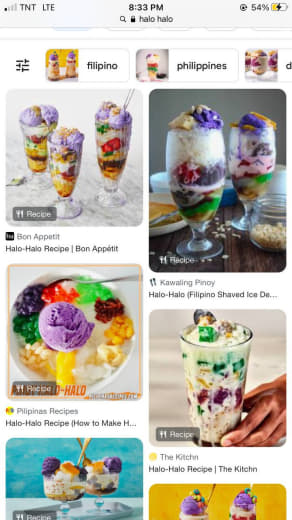 TNT LTE 8:33 PM 54%
halo halo
filipino philippines d
Recipe
Bon Appetit
Halo-Halo Recipe | Bon Appétit
Recipe
Kawaling Pinoy
Halo-Halo (Filipino Shaved Ice De...
HALO-HALO
Recipe
Pilipinas Recipes
Halo-Halo Recipe (How to Make H...
Recipe
The Kitchn
Halo-Halo Recipe | The Kitchn
Recipe